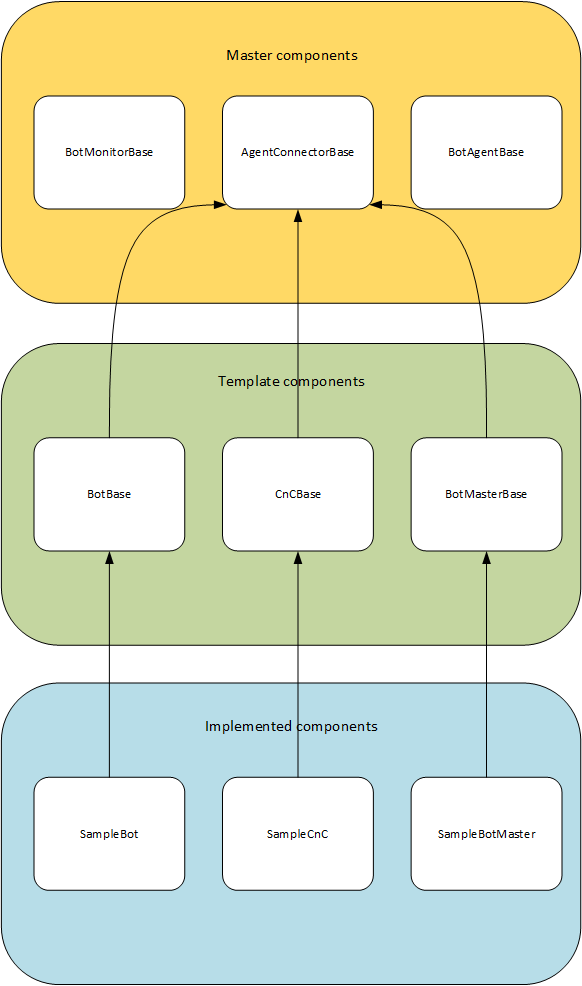 Master components
BotMonitorBase
AgentConnectorBase
BotAgentBase
Template components
BotBase
CnCBase
BotMasterBase
Implemented components
SampleBot
SampleCnC
SampleBotMaster